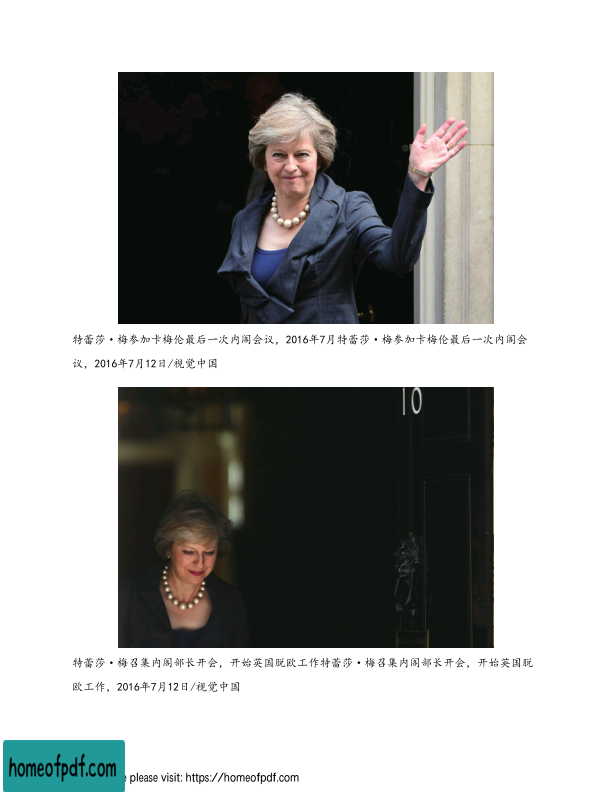 10
特蕾莎·梅参加卡梅伦最后一次内阁会议，2016年7月特蕾莎·梅参加卡梅伦最后一次内阁会
议，2016年7月12日/视觉中国
特蕾莎·梅召集内阁部长开会，开始英国脱欧工作特蕾莎·梅召集内阁部长开会，开始英国脱
欧工作，2016年7月12日/视觉中国
homeofpdf.com
please visit: https://homeofpdf.com